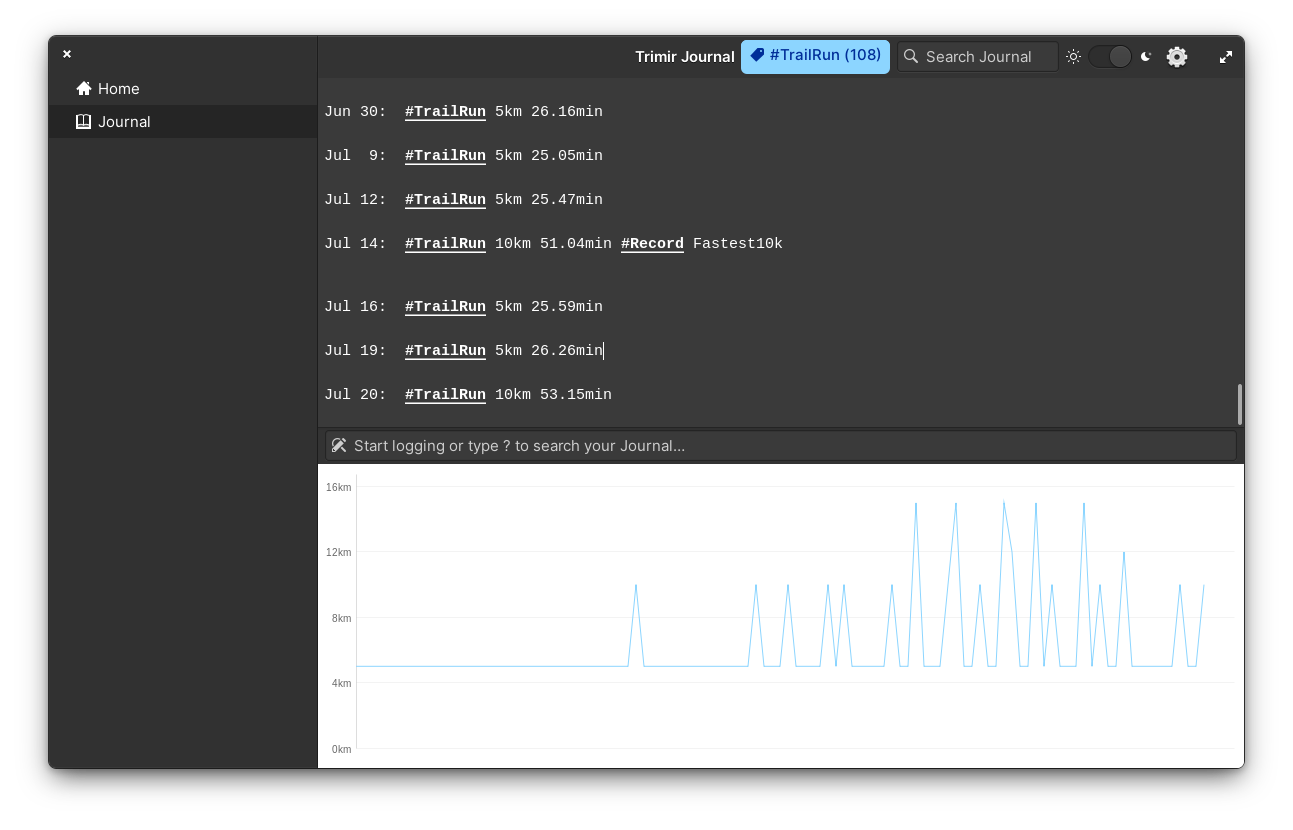 Trimir Journal #TrailRun (108) Search Journal
Home
Journal
Jun 30:  #TrailRun 5km 26.16min
Jul  9:  #TrailRun 5km 25.05min
Jul 12:  #TrailRun 5km 25.47min
Jul 14:  #TrailRun 10km 51.04min #Record Fastest10k
Jul 16:  #TrailRun 5km 25.59min
Jul 19:  #TrailRun 5km 26.26min
Jul 20:  #TrailRun 10km 53.15min
Start logging or type ? to search your Journal...
16km
12km
8km
4km
0km